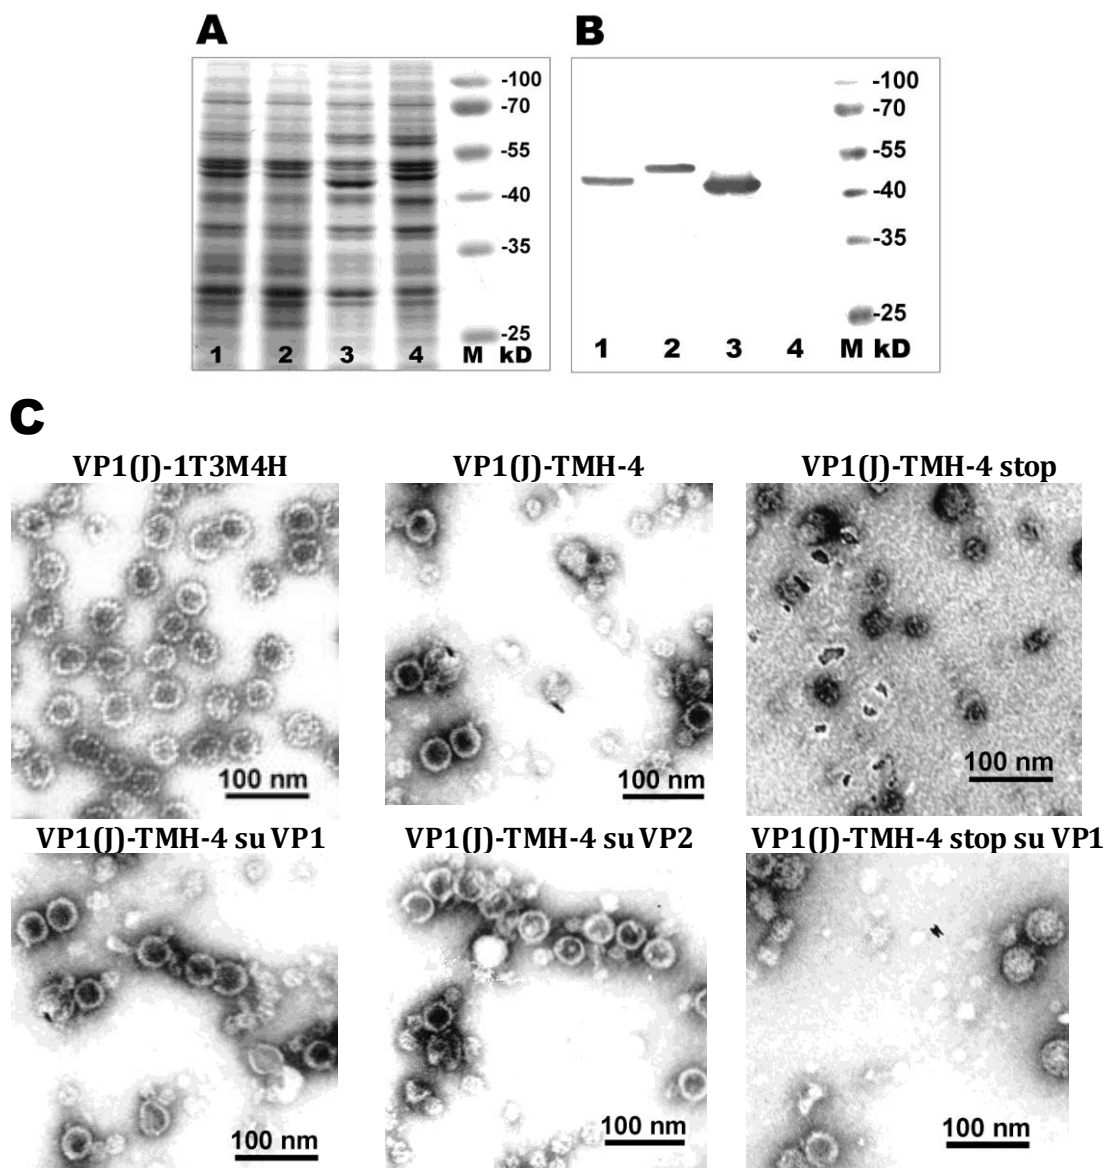 A
B
-100
-70
-55
-40
-35
-25
1 2 3 4 M kD
-100
-70
-55
-40
-35
-25
1 2 3 4 M kD
C
VP1(J)-1T3M4H
VP1(J)-TMH-4
VP1(J)-TMH-4 stop
100 nm
100 nm
100 nm
VP1(J)-TMH-4 su VP1
VP1(J)-TMH-4 su VP2
VP1(J)-TMH-4 stop su VP1
100 nm
100 nm
100 nm